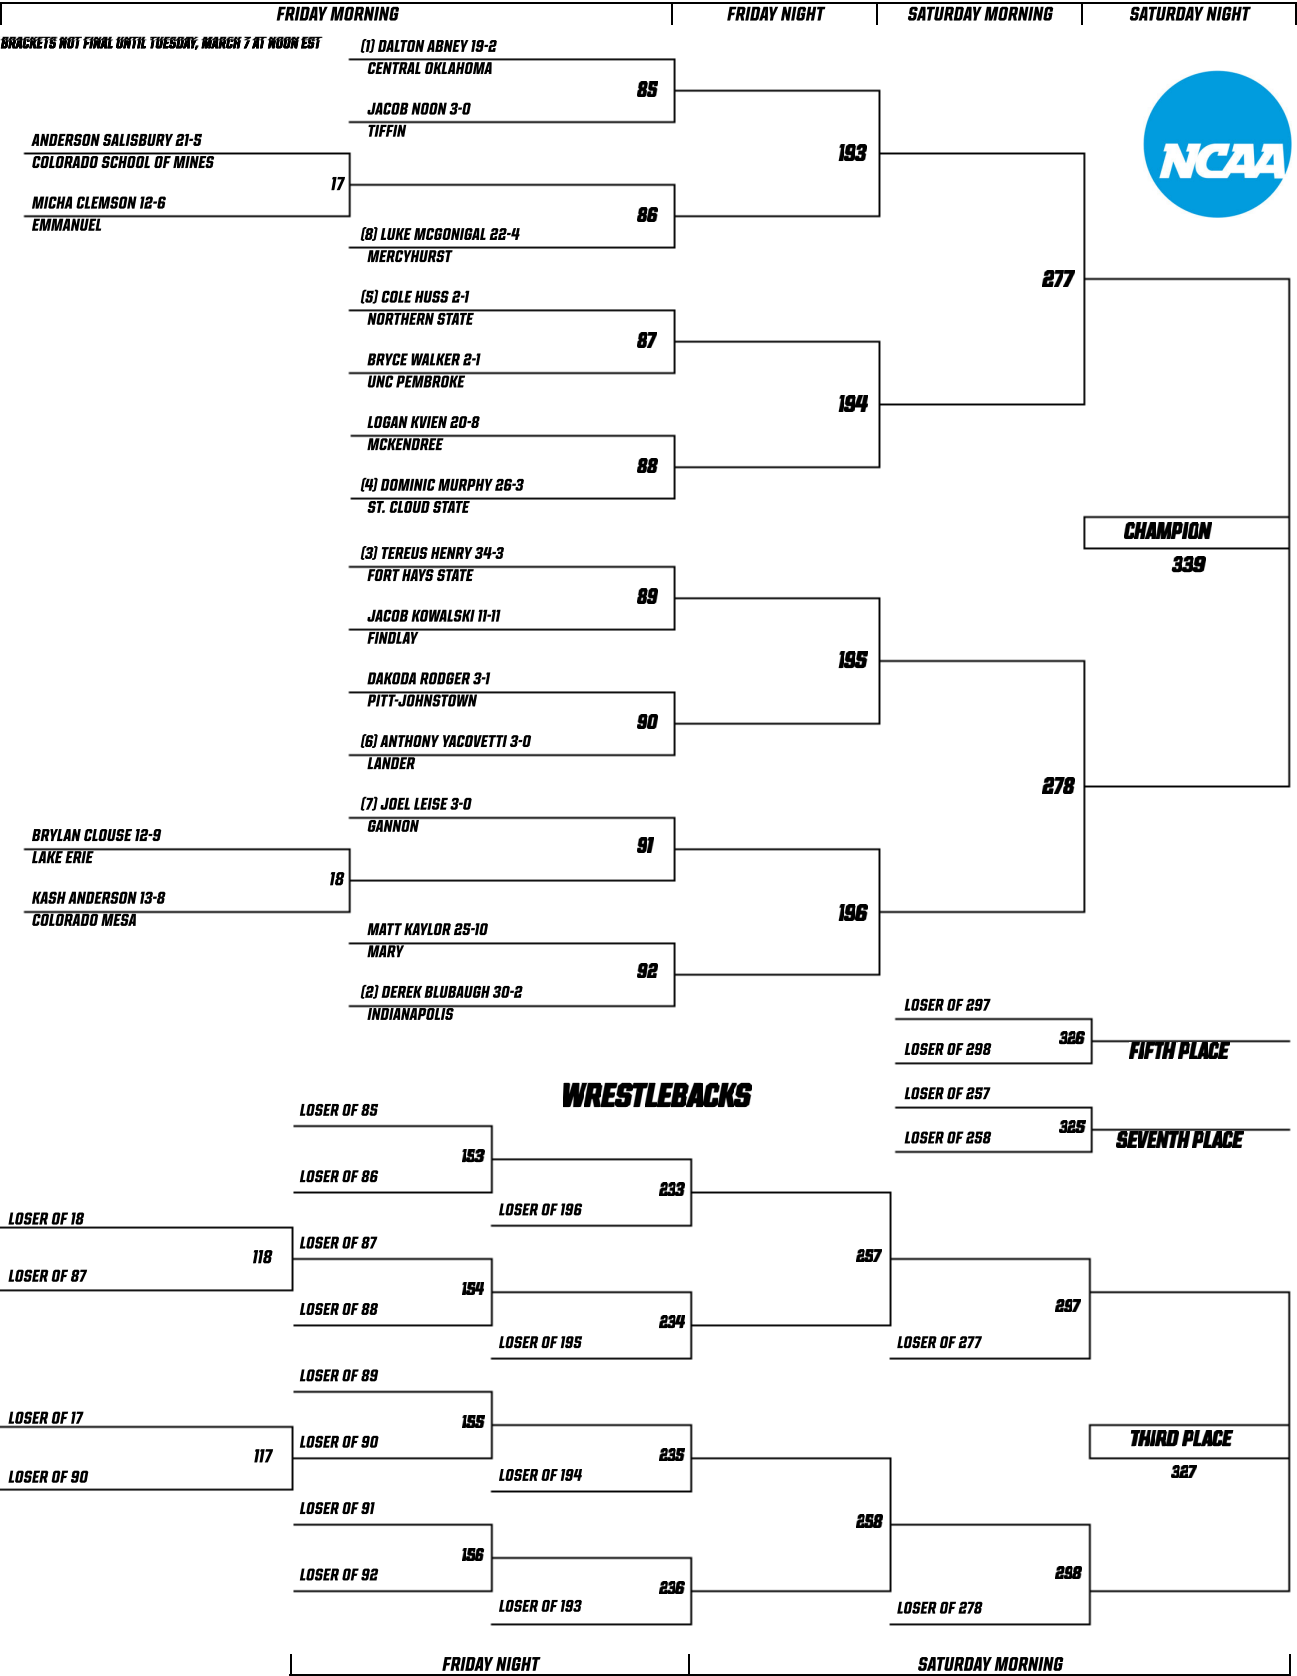 FRIDAY MORNING
FRIDAY NIGHT
SATURDAY MORNING
SATURDAY NIGHT
BRACKETS NOT FINAL UNTIL TUESDAY, MARCH 7 AT NOON EST
(1) DALTON ABNEY 19-2
CENTRAL OKLAHOMA
85
JACOB NOON 3-0
TIFFIN
193
NCAA
ANDERSON SALISBURY 21-5
COLORADO SCHOOL OF MINES
17
MICHA CLEMSON 12-6
EMMANUEL
86
(8) LUKE MCGONIGAL 22-4
MERCYHURST
277
(5) COLE HUSS 2-1
NORTHERN STATE
87
BRYCE WALKER 2-1
UNC PEMBROKE
194
LOGAN KVIEN 20-8
MCKENDREE
88
(4) DOMINIC MURPHY 26-3
ST. CLOUD STATE
CHAMPION
339
(3) TEREUS HENRY 34-3
FORT HAYS STATE
89
JACOB KOWALSKI 11-11
FINDLAY
195
DAKODA RODGER 3-1
PITT-JOHNSTOWN
90
(6) ANTHONY YACOVETTI 3-0
LANDER
278
(7) JOEL LEISE 3-0
GANNON
91
BRYLAN CLOUSE 12-9
LAKE ERIE
18
KASH ANDERSON 13-8
COLORADO MESA
196
MATT KAYLOR 25-10
MARY
92
(2) DEREK BLUBAUGH 30-2
INDIANAPOLIS
LOSER OF 297
326
LOSER OF 298
FIFTH PLACE
LOSER OF 257
325
LOSER OF 258
SEVENTH PLACE
WRESTLEBACKS
LOSER OF 85
153
LOSER OF 86
233
LOSER OF 196
LOSER OF 18
118
LOSER OF 87
LOSER OF 87
154
LOSER OF 88
257
234
LOSER OF 195
297
LOSER OF 277
LOSER OF 89
155
LOSER OF 90
LOSER OF 17
117
LOSER OF 90
235
LOSER OF 194
THIRD PLACE
327
LOSER OF 91
156
LOSER OF 92
258
236
LOSER OF 193
298
LOSER OF 278
FRIDAY NIGHT
SATURDAY MORNING